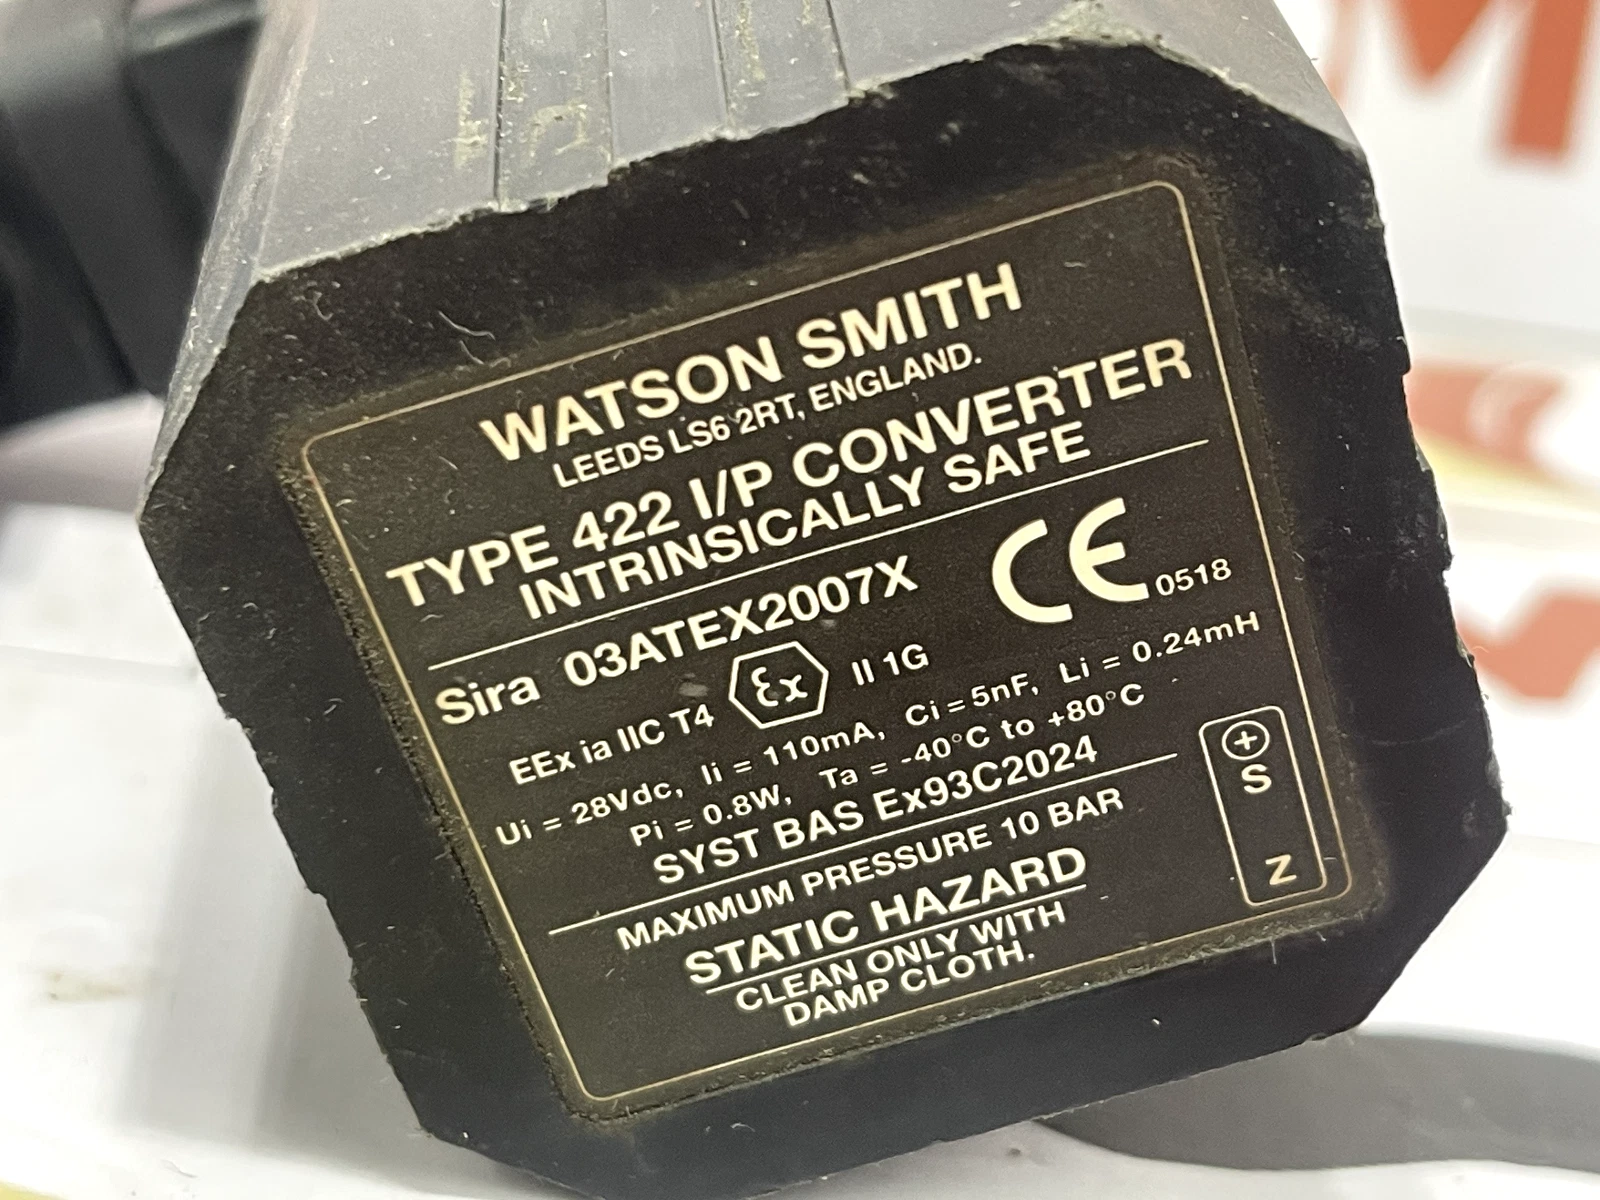 WATSON SMITH
LEEDS LS6 2RT, ENGLAND.
TYPE 422 I/P CONVERTER
INTRINSICALLY SAFE
Sira 03ATEX2007X
CE 0518
EEx ia IIC T4 Ex II 1G
Ui = 28Vdc, Ii = 110mA, Ci = 5nF, Li = 0.24mH
Pi = 0.8W, Ta = -40°C to +80°C
SYST BAS Ex93C2024
MAXIMUM PRESSURE 10 BAR
STATIC HAZARD
CLEAN ONLY WITH
DAMP CLOTH.
+
S
Z
M